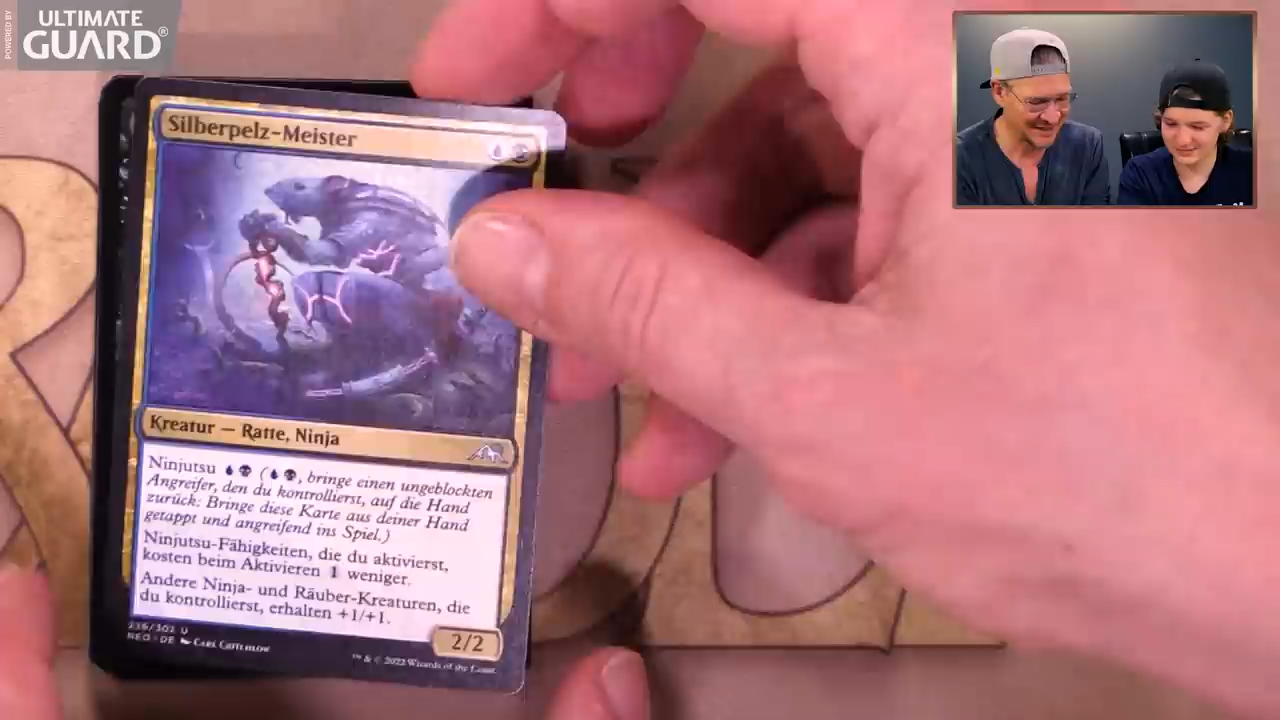 POWERED BY
ULTIMATE
GUARD®
Silberpelz-Meister
Kreatur — Ratte, Ninja
Ninjutsu (, bringe einen ungeblockten
Angreifer, den du kontrollierst, auf die Hand
zurück: Bringe diese Karte aus deiner Hand
getappt und angreifend ins Spiel.)
Ninjutsu-Fähigkeiten, die du aktivierst,
kosten beim Aktivieren 1 weniger.
Andere Ninja- und Räuber-Kreaturen, die
du kontrollierst, erhalten +1/+1.
2/2
236/302 U
NEO • DE Carl Critchlow
™ & © 2022 Wizards of the Coast